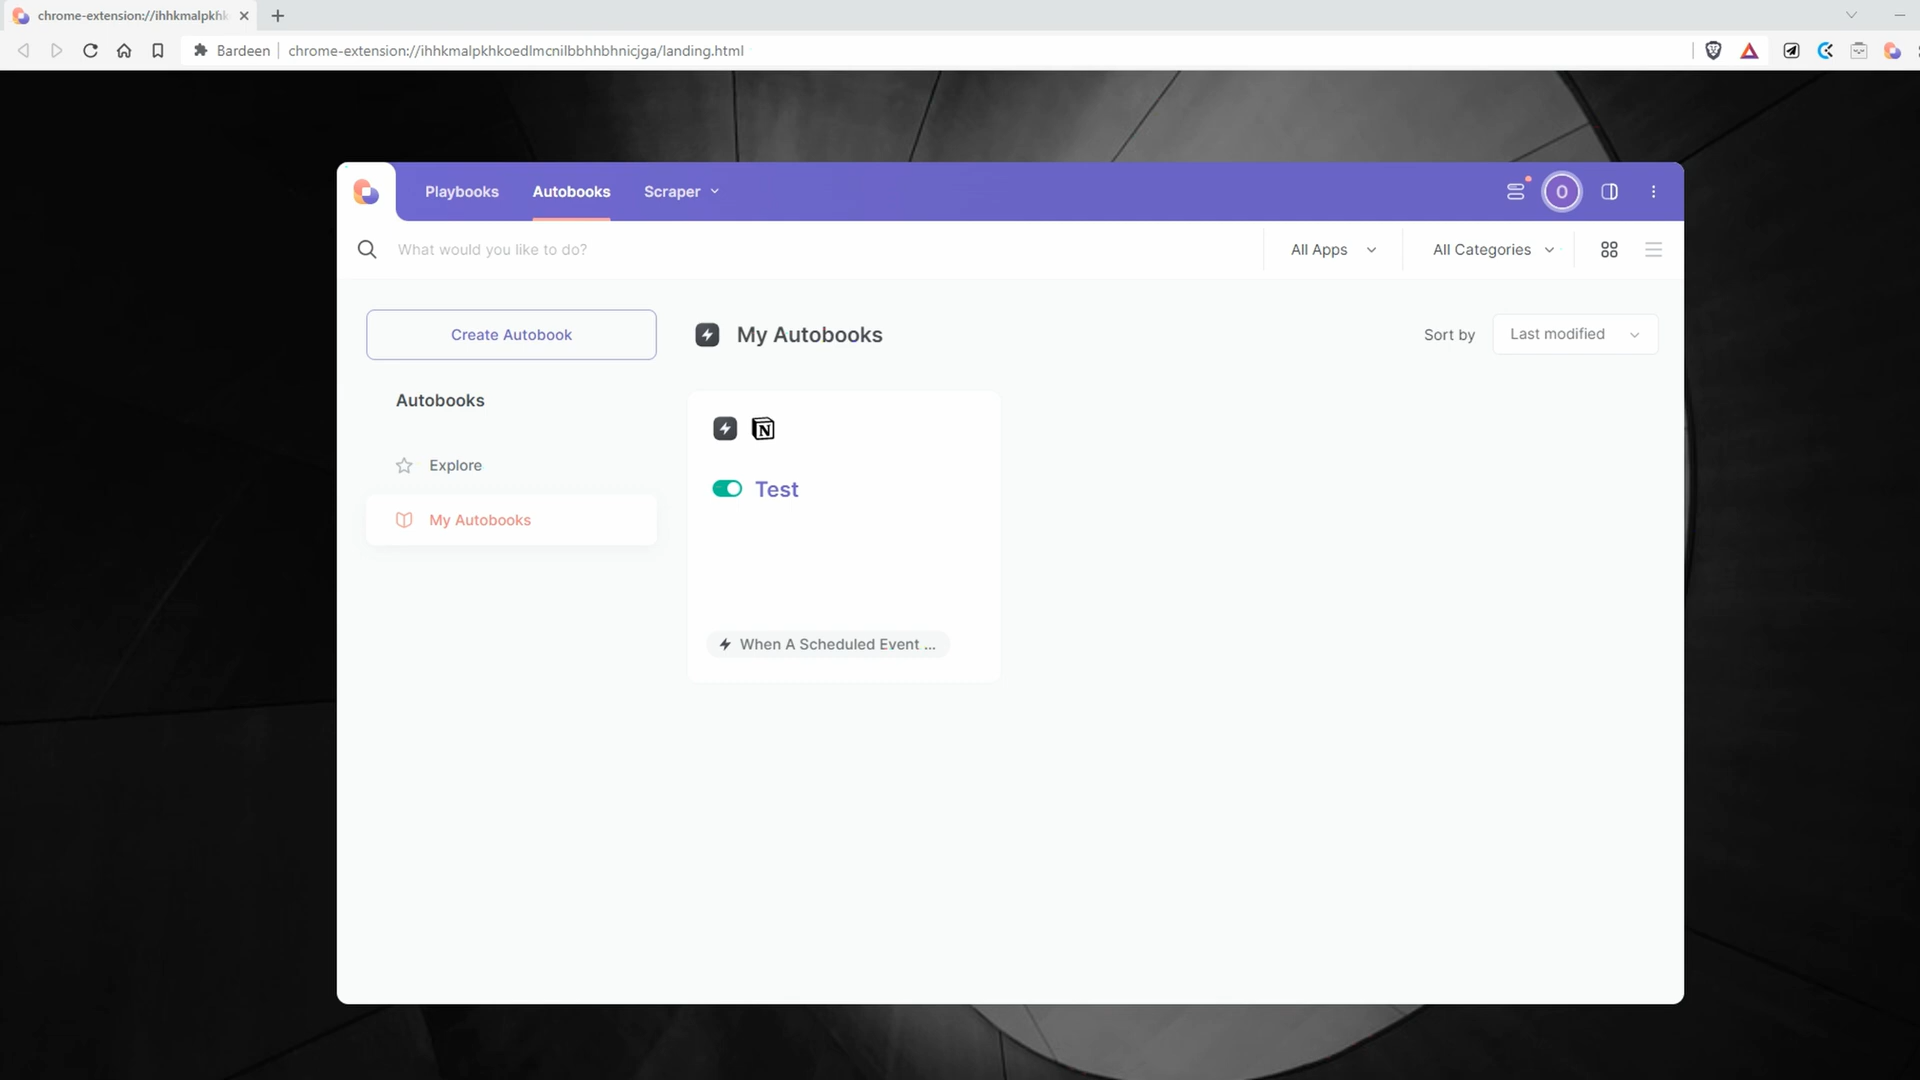 chrome-extension://ihhkmalpkhk
Bardeen
chrome-extension://ihhkmalpkhkoedlmcnilbbhhbhnicjga/landing.html
Playbooks
Autobooks
Scraper
O
What would you like to do?
All Apps
All Categories
Create Autobook
My Autobooks
Sort by
Last modified
Autobooks
Explore
My Autobooks
N
Test
When A Scheduled Event ...